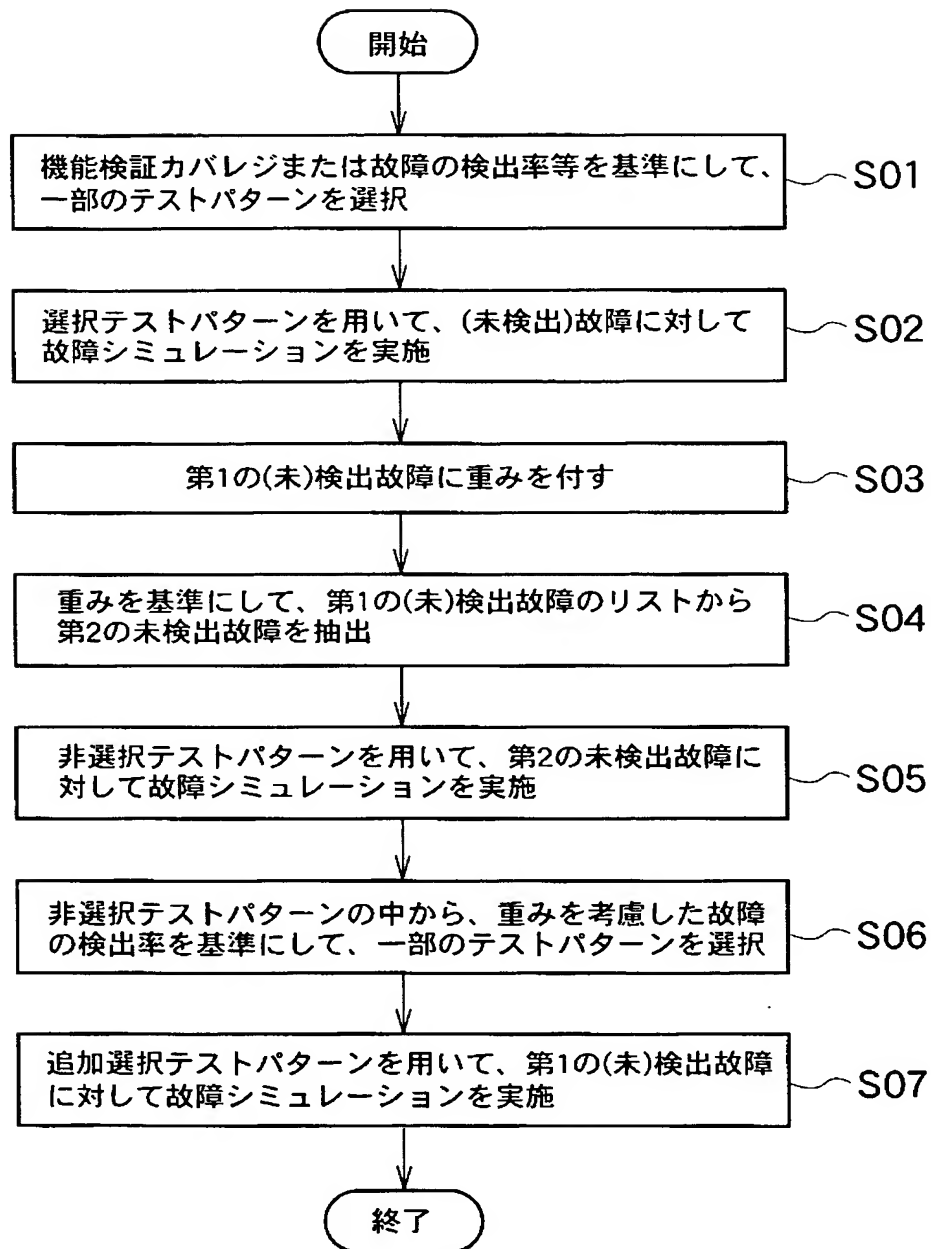 開始
機能検証カバレジまたは故障の検出率等を基準にして、
一部のテストパターンを選択
S01
選択テストパターンを用いて、(未検出)故障に対して
故障シミュレーションを実施
S02
第1の(未)検出故障に重みを付す
S03
重みを基準にして、第1の(未)検出故障のリストから
第2の未検出故障を抽出
S04
非選択テストパターンを用いて、第2の未検出故障に
対して故障シミュレーションを実施
S05
非選択テストパターンの中から、重みを考慮した故障
の検出率を基準にして、一部のテストパターンを選択
S06
追加選択テストパターンを用いて、第1の(未)検出故障
に対して故障シミュレーションを実施
S07
終了